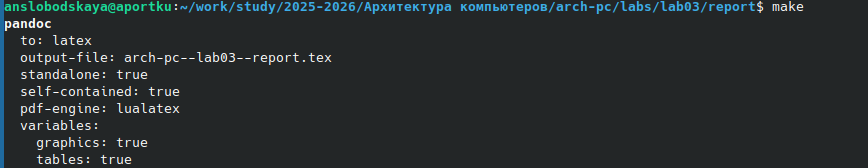 anslobodskaya@aportku:~/work/study/2025-2026/Архитектура компьютеров/arch-pc/labs/lab03/report$ make
pandoc
  to: latex
  output-file: arch-pc--lab03--report.tex
  standalone: true
  self-contained: true
  pdf-engine: lualatex
  variables:
    graphics: true
    tables: true